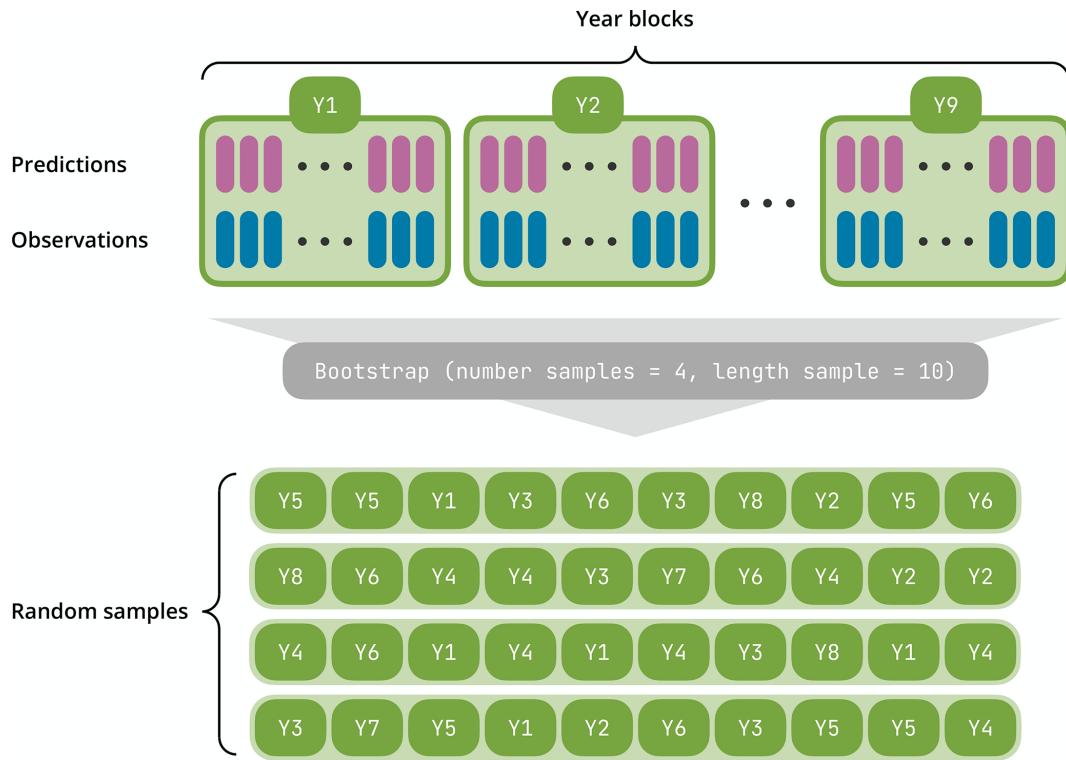 Year blocks
Y1 Y2 Y9
Predictions
Observations
Bootstrap (number samples = 4, length sample = 10)
Y5 Y5 Y1 Y3 Y6 Y3 Y8 Y2 Y5 Y6
Y8 Y6 Y4 Y4 Y3 Y7 Y6 Y4 Y2 Y2
Random samples
Y4 Y6 Y1 Y4 Y1 Y4 Y3 Y8 Y1 Y4
Y3 Y7 Y5 Y1 Y2 Y6 Y3 Y5 Y5 Y4